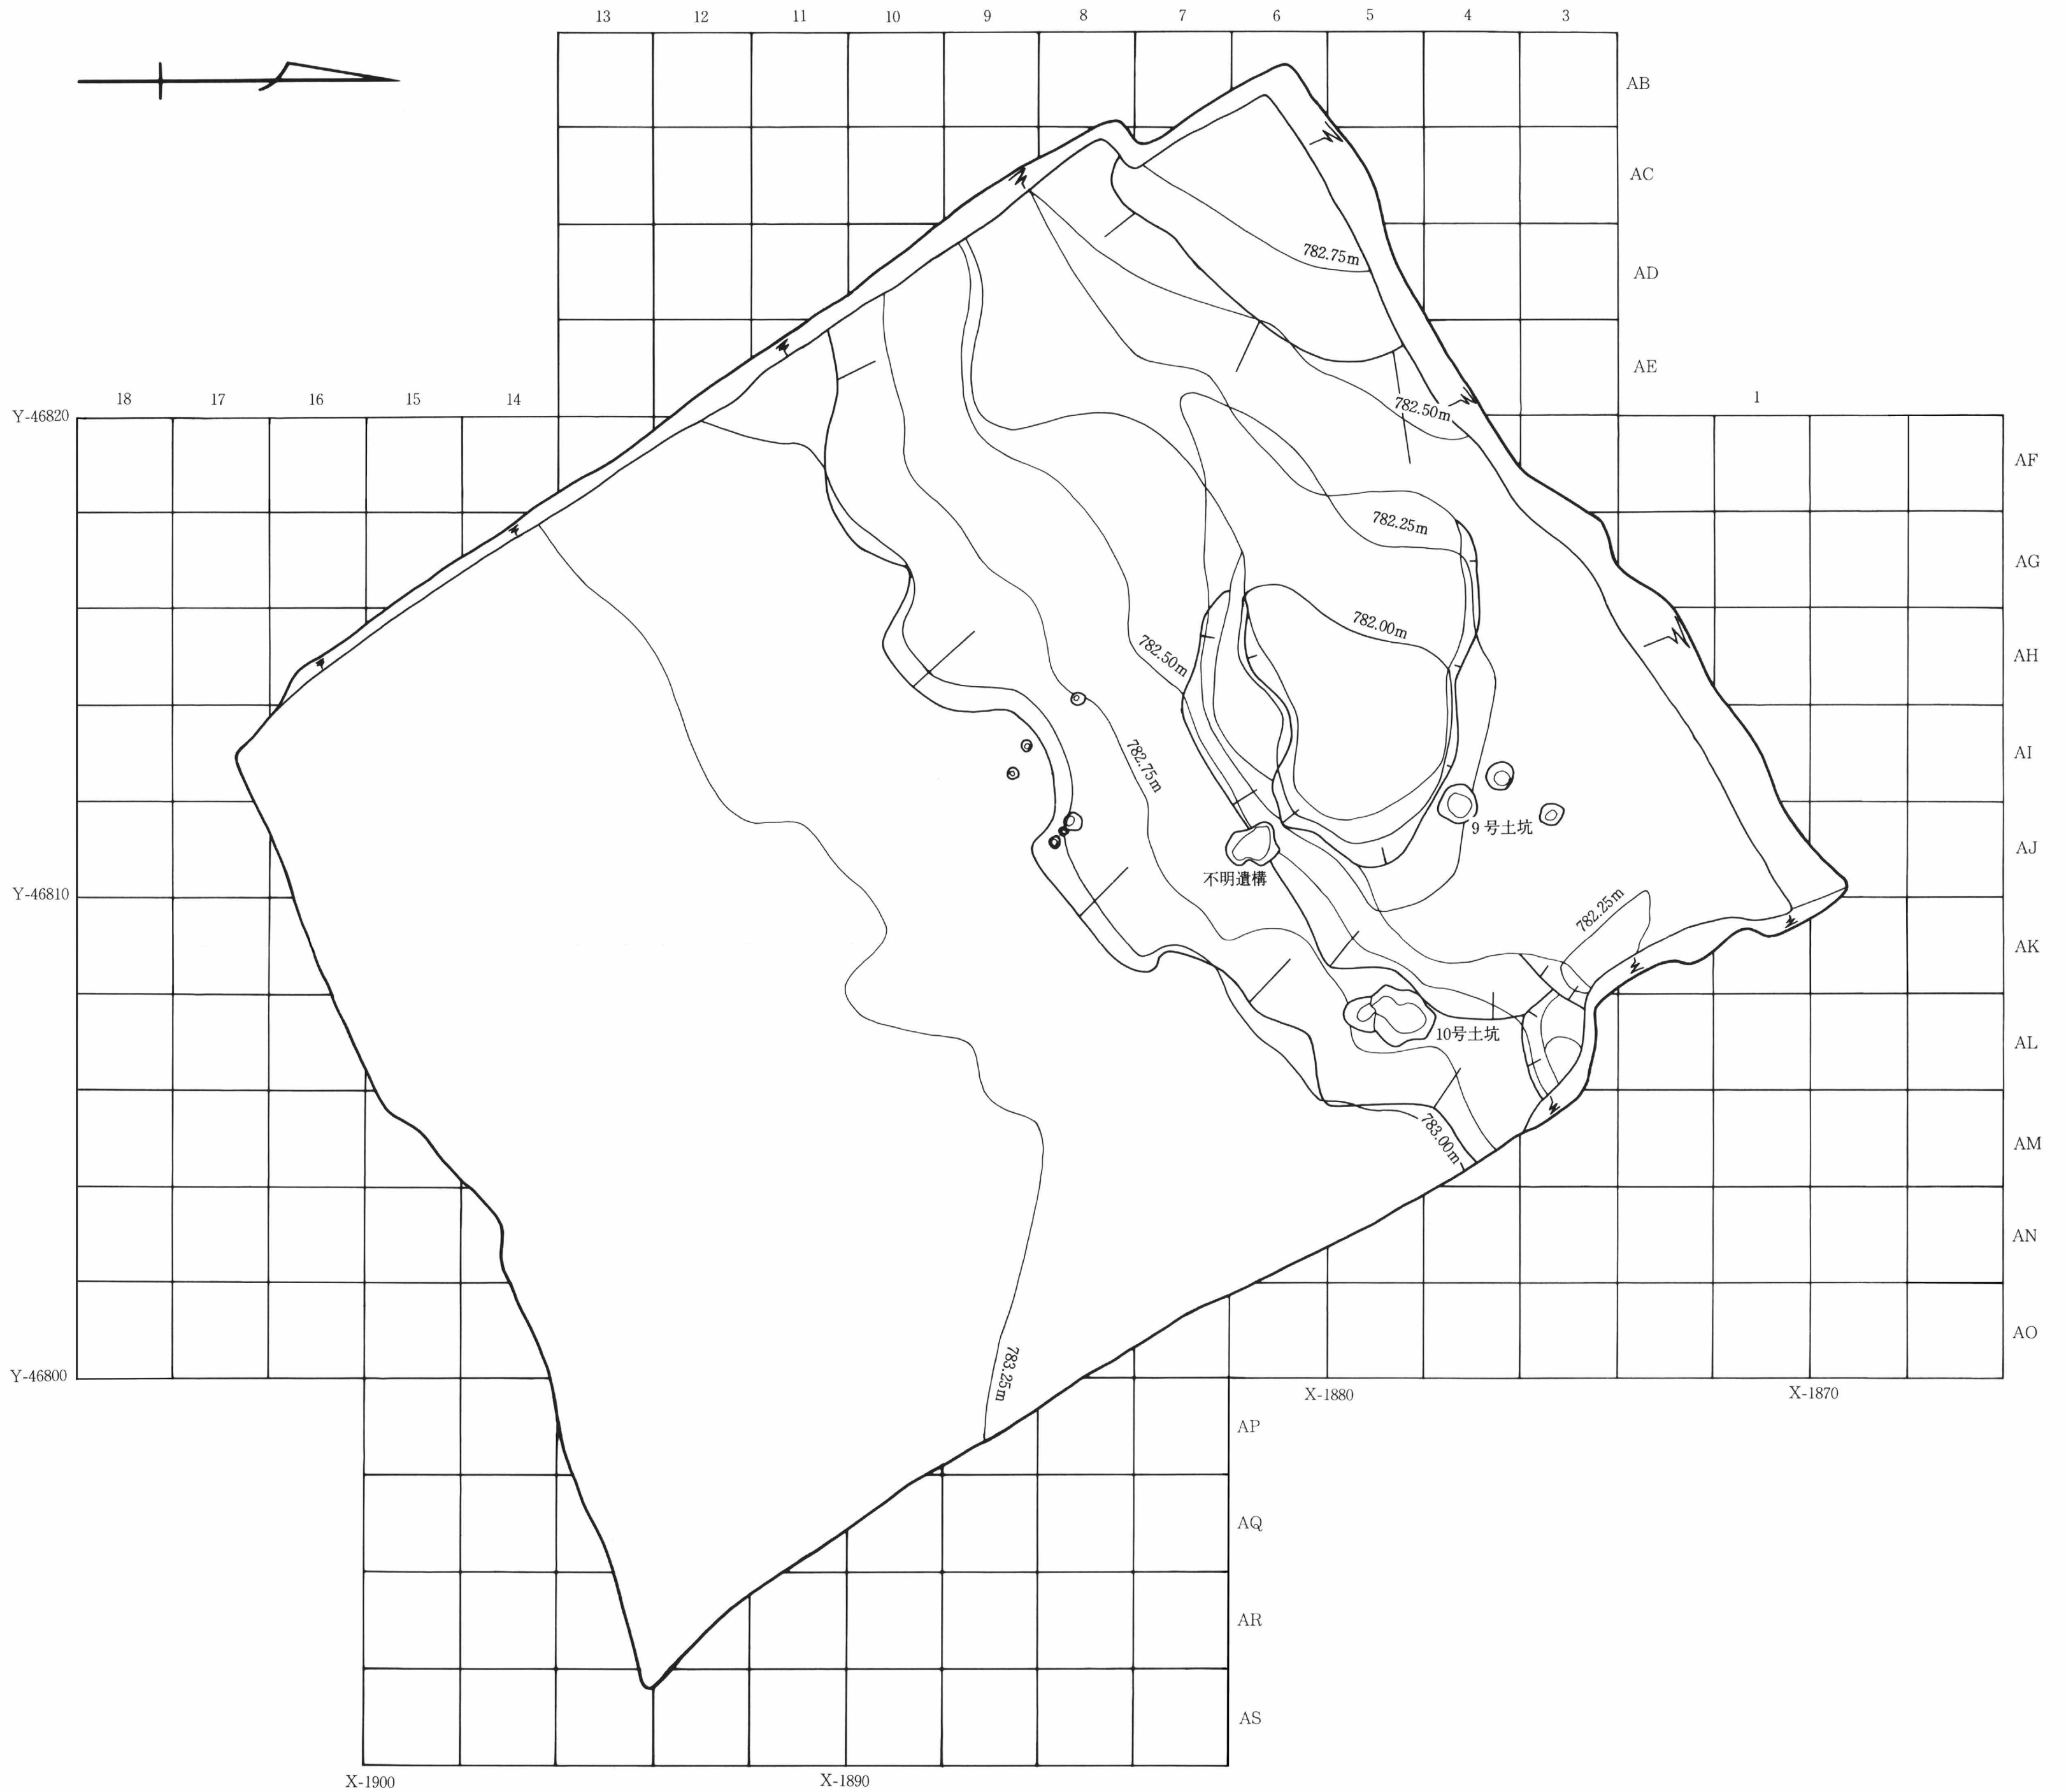 13 12 11 10 9 8 7 6 5 4 3
AB
AC
782.75m
AD
AE
18 17 16 15 14
782.50m
1
Y-46820
AF
782.25m
AG
782.00m
782.50m
AH
782.75m
AI
9号土坑
AJ
不明遺構
Y-46810
782.25m
AK
10号土坑
AL
783.00m
AM
AN
AO
783.25m
Y-46800
X-1880
X-1870
AP
AQ
AR
AS
X-1900
X-1890